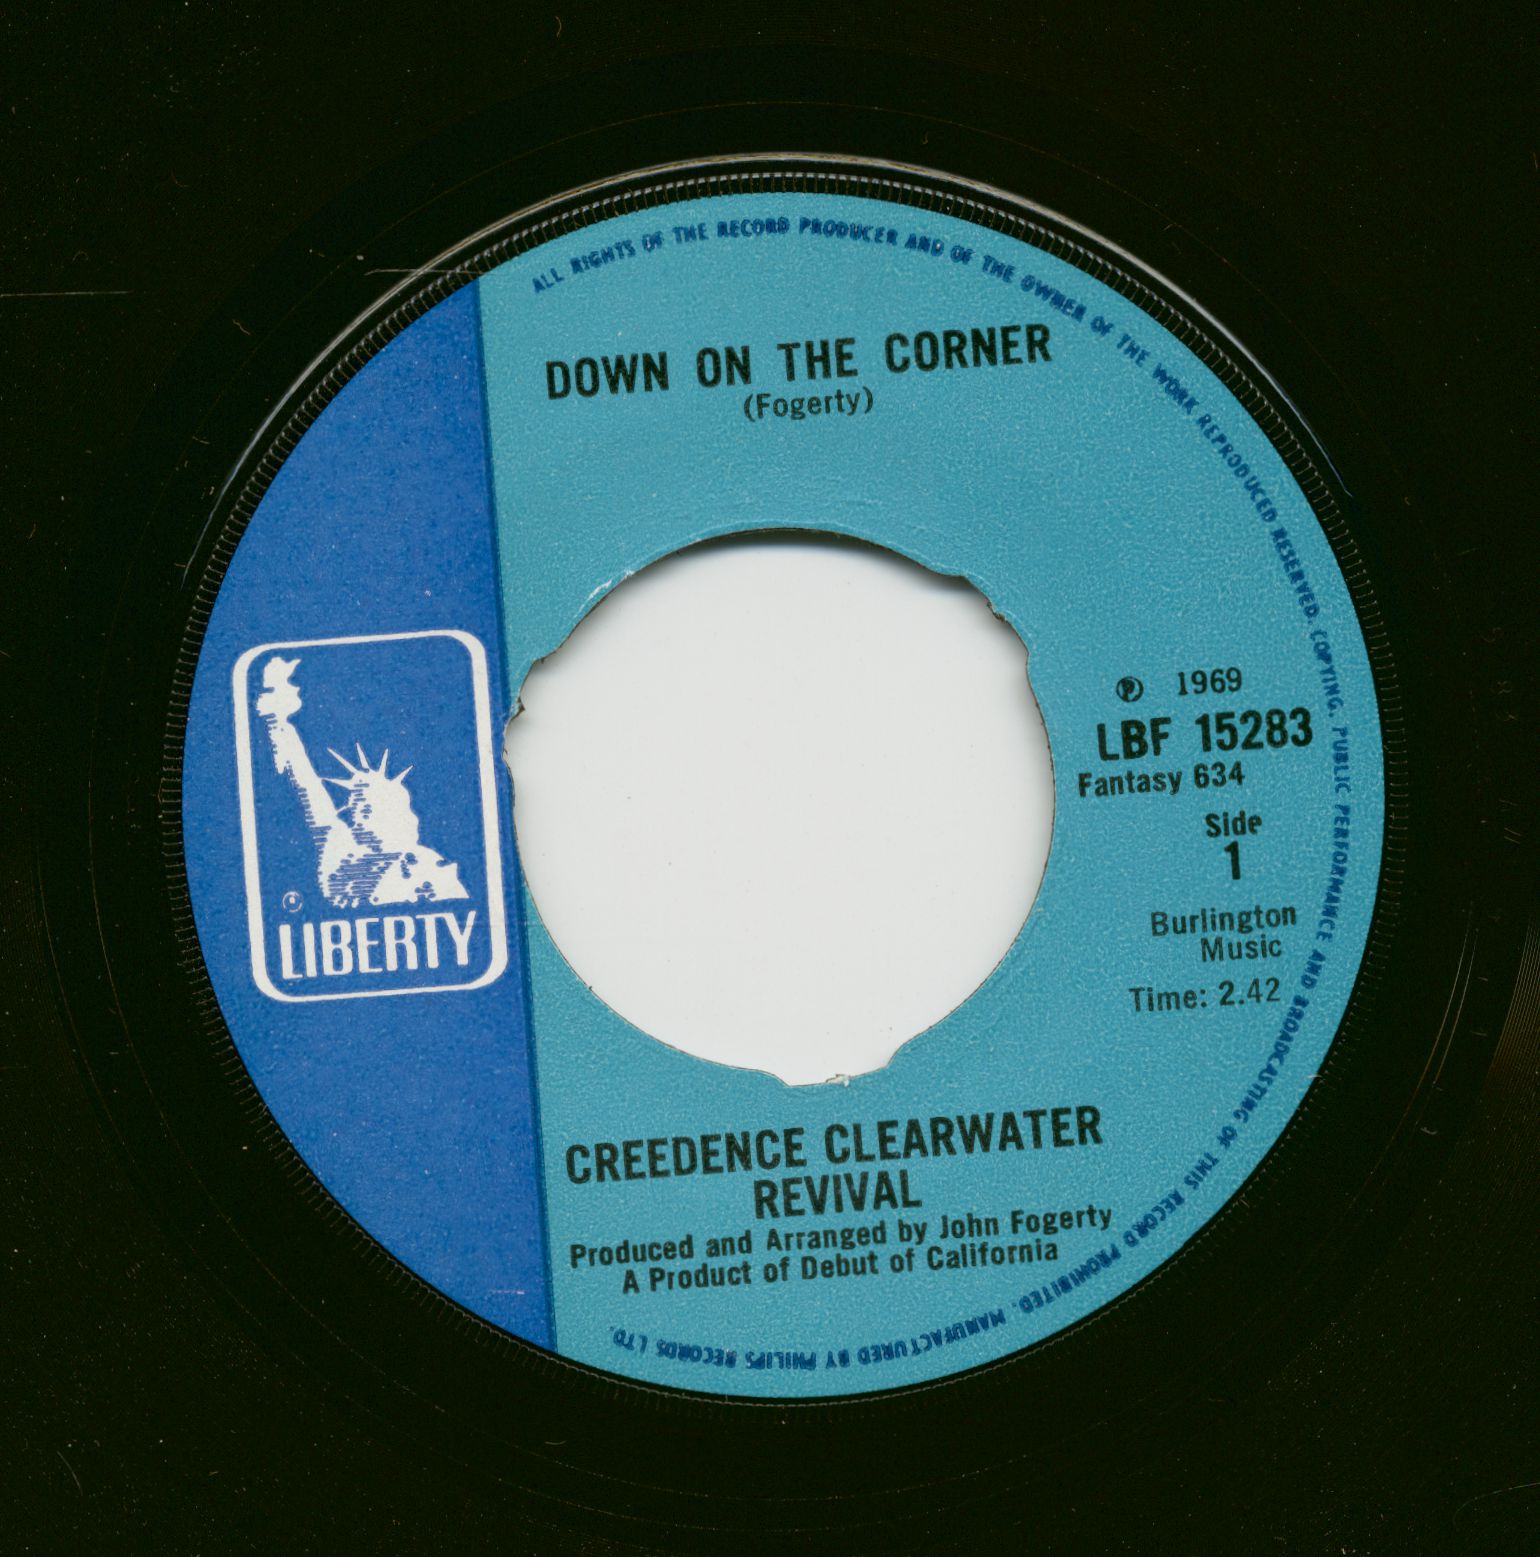 ALL RIGHTS OF THE RECORD PRODUCER AND OF THE OWNER OF THE WORK REPRODUCED RESERVED. COPYING, PUBLIC PERFORMANCE AND BROADCASTING OF THIS RECORD PROHIBITED. MANUFACTURED BY PHILIPS RECORDS LTD.
DOWN ON THE CORNER
(Fogerty)
℗ 1969
LBF 15283
Fantasy 634
Side
1
Burlington
Music
Time: 2.42
LIBERTY
CREEDENCE CLEARWATER
REVIVAL
Produced and Arranged by John Fogerty
A Product of Debut of California